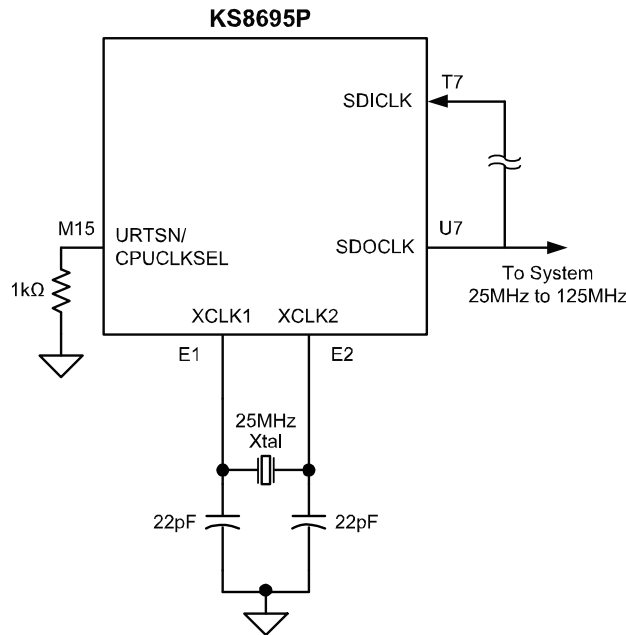 KS8695P
T7
SDICLK
M15
URTSN/
CPUCLKSEL
U7
SDOCLK
To System
25MHz to 125MHz
1kΩ
XCLK1 XCLK2
E1 E2
25MHz
Xtal
22pF 22pF